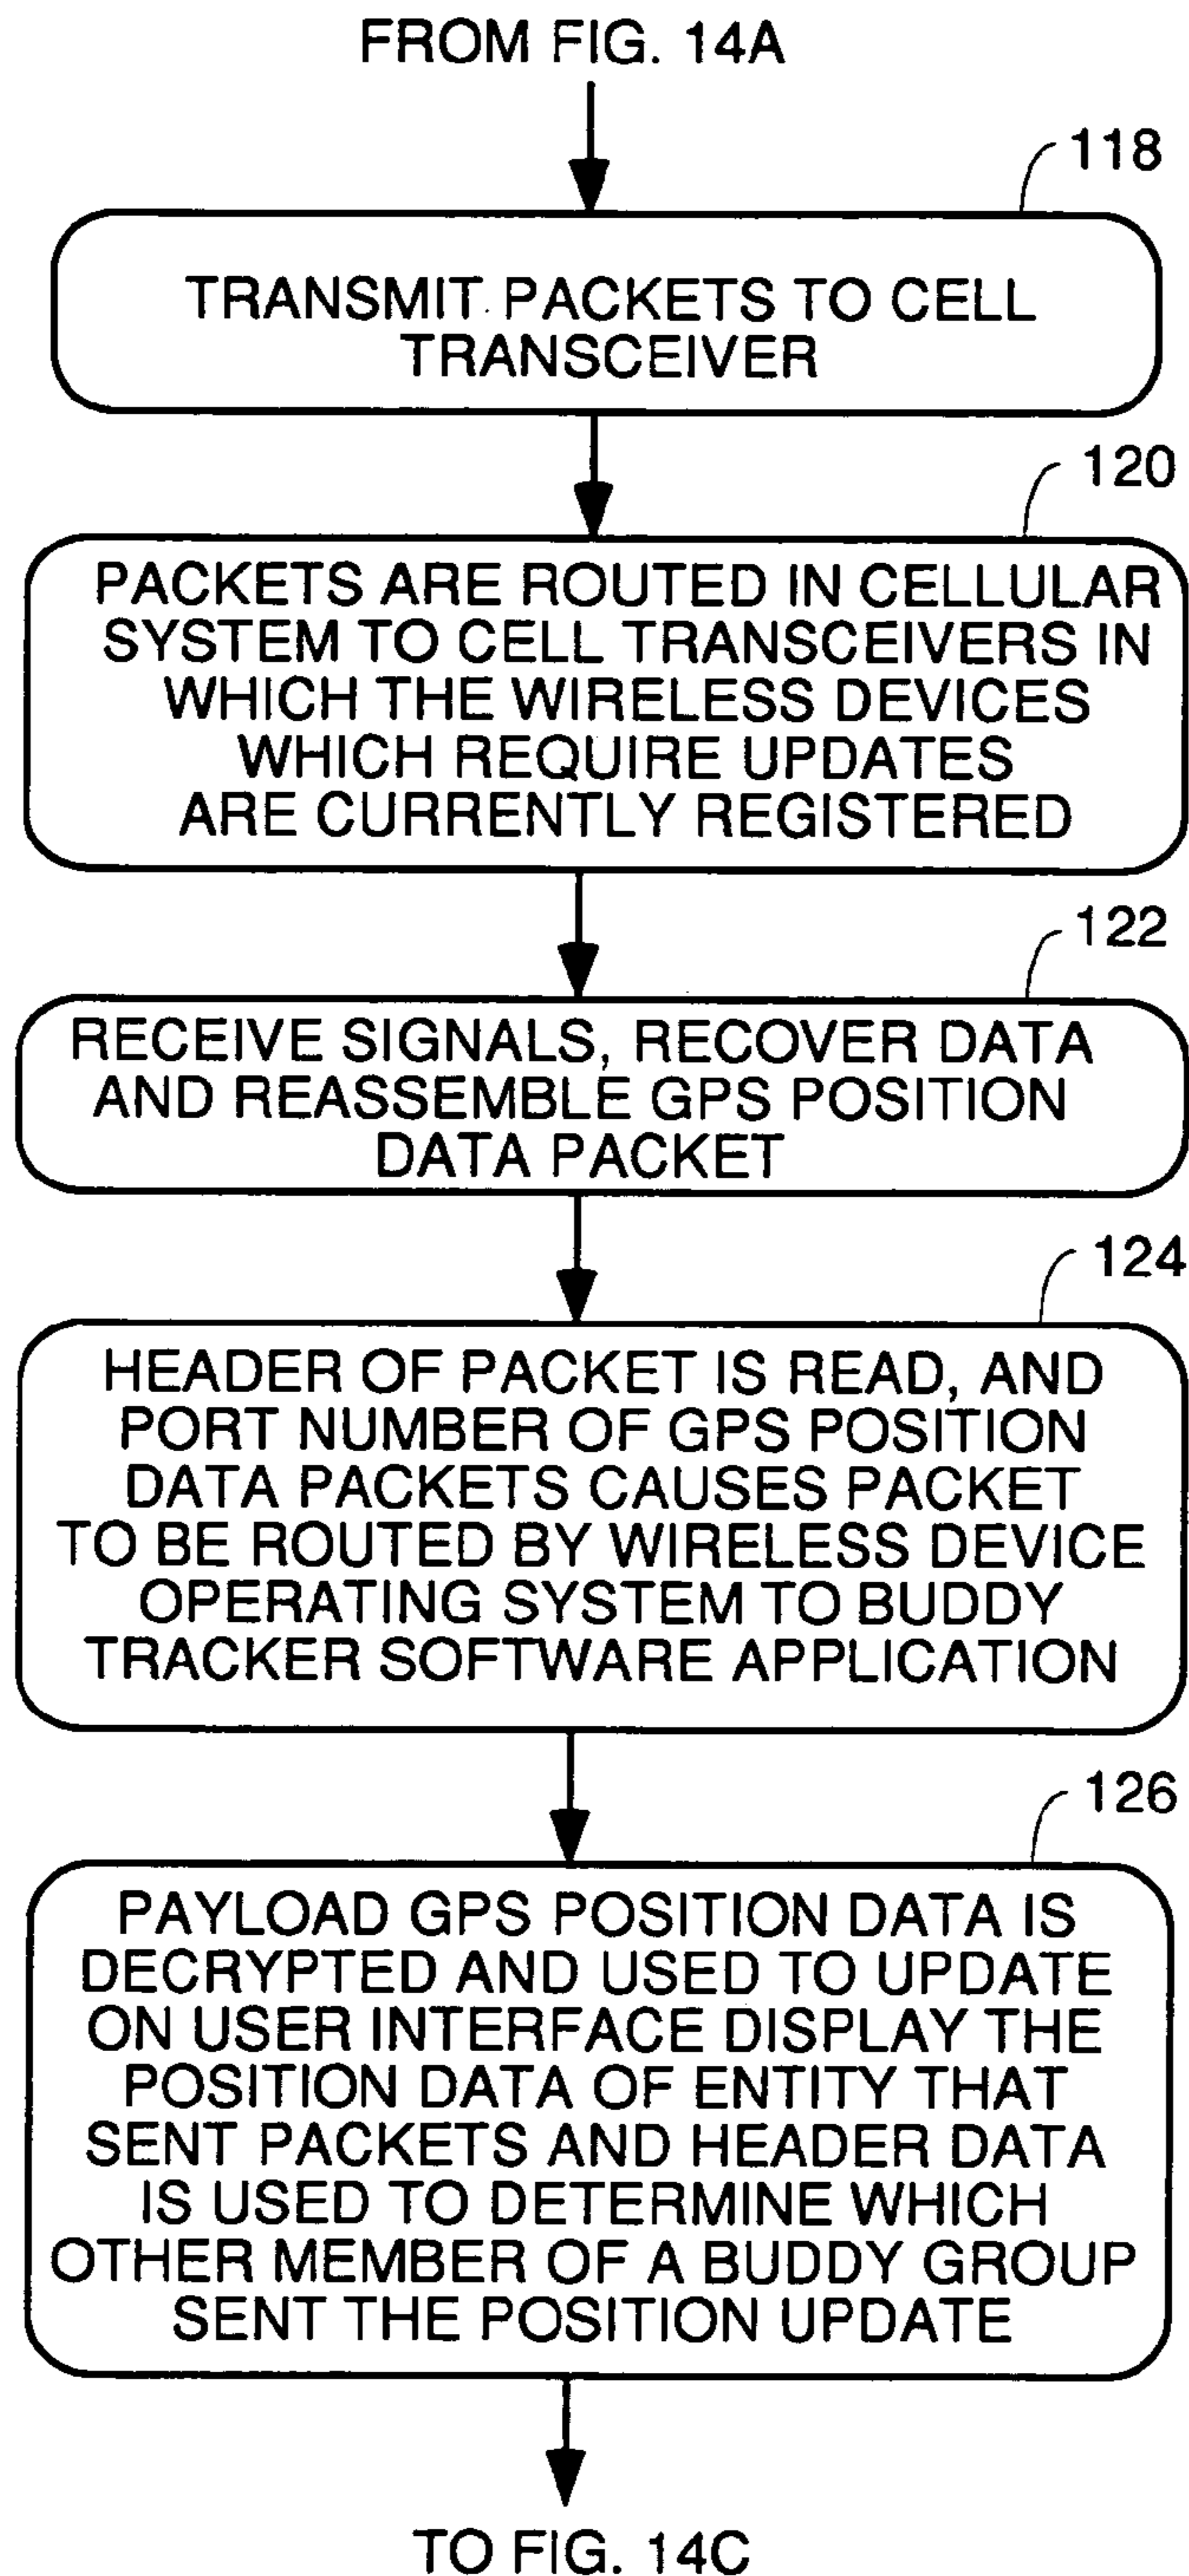 FROM FIG. 14A
118
TRANSMIT PACKETS TO CELL
TRANSCEIVER
120
PACKETS ARE ROUTED IN CELLULAR
SYSTEM TO CELL TRANSCEIVERS IN
WHICH THE WIRELESS DEVICES
WHICH REQUIRE UPDATES
ARE CURRENTLY REGISTERED
122
RECEIVE SIGNALS, RECOVER DATA
AND REASSEMBLE GPS POSITION
DATA PACKET
124
HEADER OF PACKET IS READ, AND
PORT NUMBER OF GPS POSITION
DATA PACKETS CAUSES PACKET
TO BE ROUTED BY WIRELESS DEVICE
OPERATING SYSTEM TO BUDDY
TRACKER SOFTWARE APPLICATION
126
PAYLOAD GPS POSITION DATA IS
DECRYPTED AND USED TO UPDATE
ON USER INTERFACE DISPLAY THE
POSITION DATA OF ENTITY THAT
SENT PACKETS AND HEADER DATA
IS USED TO DETERMINE WHICH
OTHER MEMBER OF A BUDDY GROUP
SENT THE POSITION UPDATE
TO FIG. 14C